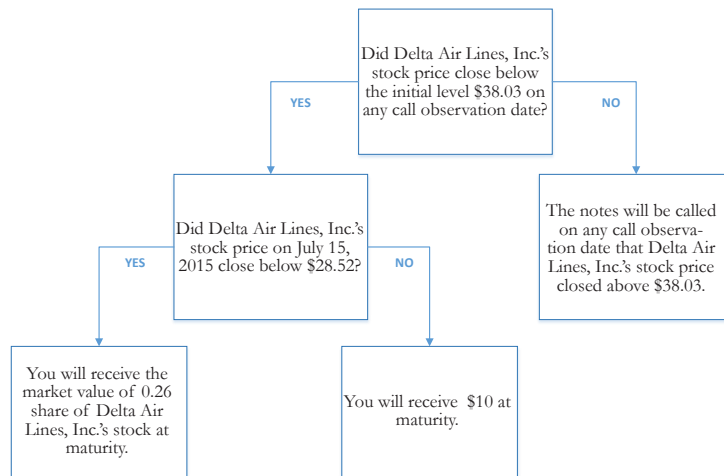 Did Delta Air Lines, Inc.'s
stock price close below
the initial level $38.03 on
any call observation date?
YES
NO
Did Delta Air Lines, Inc.'s
stock price on July 15,
2015 close below $28.52?
The notes will be called
on any call observa-
tion date that Delta Air
Lines, Inc.'s stock price
closed above $38.03.
YES
NO
You will receive the
market value of 0.26
share of Delta Air
Lines, Inc.'s stock at
maturity.
You will receive $10 at
maturity.